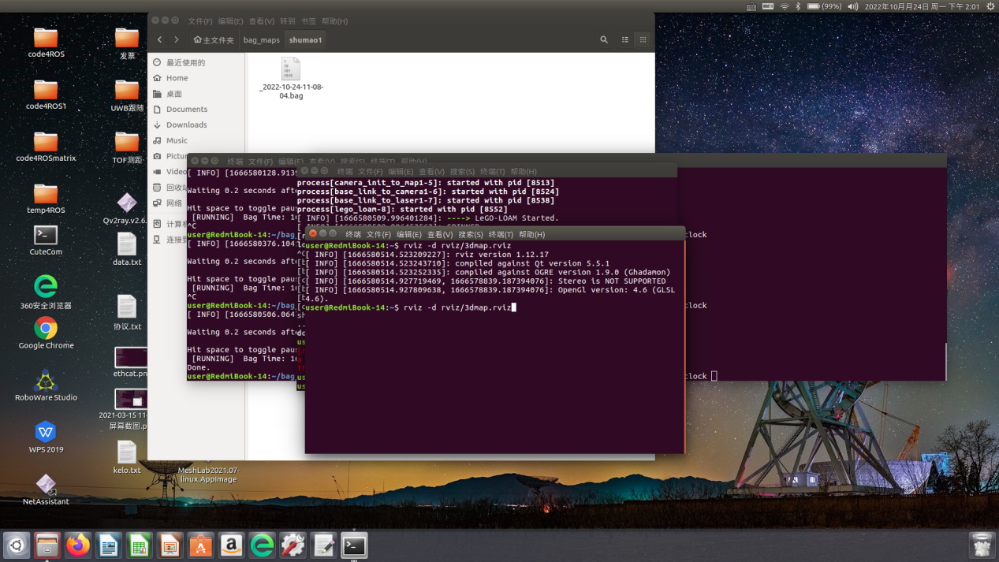 (99%)
2022年10月月24日 周一 下午 2:01
文件(F) 编辑(E) 查看(V) 转到 书签 帮助(H)
主文件夹 bag_maps shumao1
最近使用的
Home
桌面
Documents
Downloads
Music
Pictur
Video
回收站
网络
计算机
连接到
_2022-10-24-11-08-
04.bag
code4ROS
code4ROS1
code4ROSmatrix
temp4ROS
CuteCom
360安全浏览器
Google Chrome
RoboWare Studio
WPS 2019
NetAssistant
发票
UWB跟随
TOF测距
Qv2ray.v2.6.
data.txt
协议.txt
ethcat.pn
2021-03-15 11-
屏幕截图.p
kelo.txt
MeshLab2021.07-
linux.AppImage
终端 文件(F) 编辑(E) 查看(V) 搜索(S) 终端(T) 帮助(H)
[ INFO] [1666580128.9139
Waiting 0.2 seconds afte
Hit space to toggle paus
[RUNNING]  Bag Time: 16
^C
user@RedmiBook-14:~/bag_
[ INFO] [1666580376.1041
Waiting 0.2 seconds afte
Hit space to toggle paus
[RUNNING]  Bag Time: 16
^C
user@RedmiBook-14:~/bag_
[ INFO] [1666580506.0647
Waiting 0.2 seconds afte
Hit space to toggle paus
[RUNNING]  Bag Time: 16
Done.
user@RedmiBook-14:~/bag_
clock
clock
clock
终端 文件(F) 编辑(E) 查看(V) 搜索(S) 终端(T) 帮助(H)
process[camera_init_to_map1-5]: started with pid [8513]
process[base_link_to_camera1-6]: started with pid [8524]
process[base_link_to_laser1-7]: started with pid [8538]
process[lego_loam-8]: started with pid [8552]
[ INFO] [1666580509.996401284]: ----> LeGO-LOAM Started.
终端 文件(F) 编辑(E) 查看(V) 搜索(S) 终端(T) 帮助(H)
user@RedmiBook-14:~$ rviz -d rviz/3dmap.rviz
[ INFO] [1666580514.523209227]: rviz version 1.12.17
[ INFO] [1666580514.523243710]: compiled against Qt version 5.5.1
[ INFO] [1666580514.523252335]: compiled against OGRE version 1.9.0 (Ghadamon)
[ INFO] [1666580514.927719469, 1666578839.187394076]: Stereo is NOT SUPPORTED
[ INFO] [1666580514.927809638, 1666578839.187394076]: OpenGl version: 4.6 (GLSL
4.6).
user@RedmiBook-14:~$ rviz -d rviz/3dmap.rviz